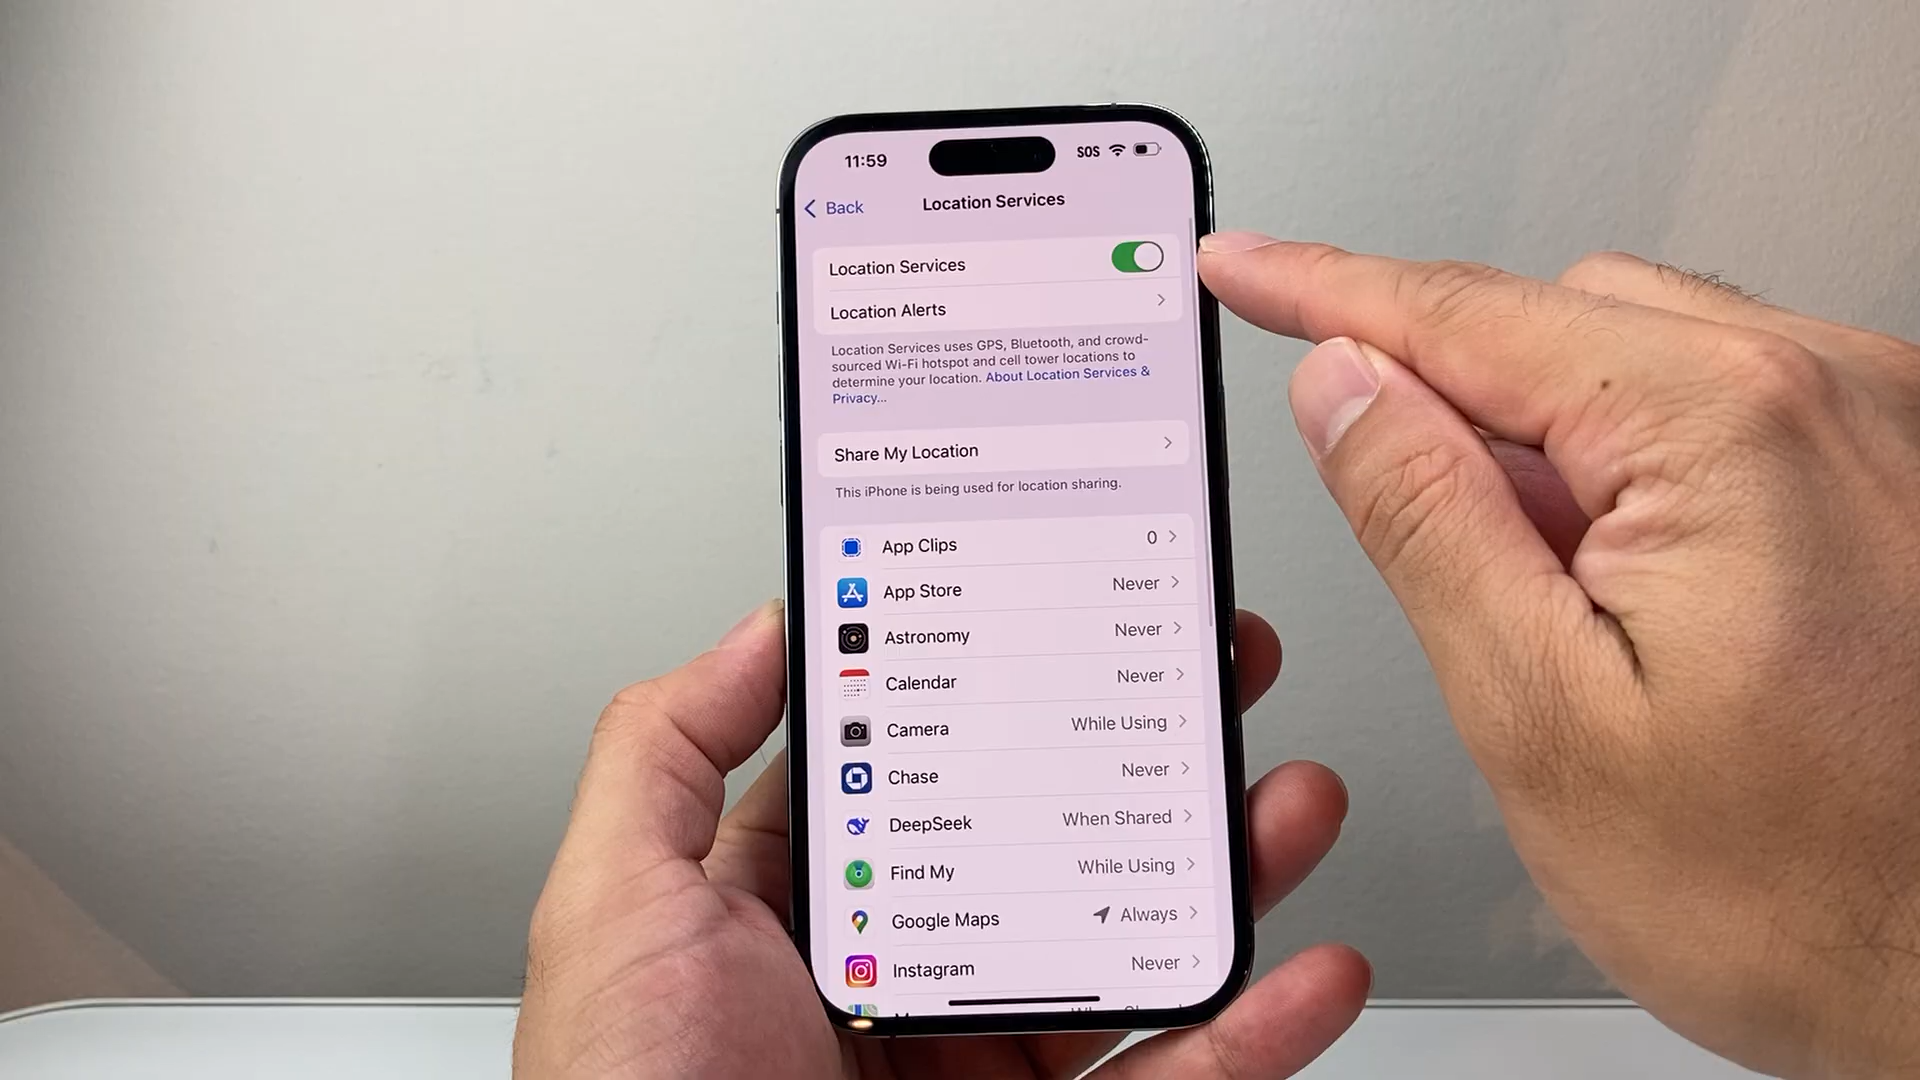 11:59
SOS
Back
Location Services
Location Services
Location Alerts
Location Services uses GPS, Bluetooth, and crowd-
sourced Wi-Fi hotspot and cell tower locations to
determine your location. About Location Services &
Privacy...
Share My Location
This iPhone is being used for location sharing.
App Clips 0
App Store Never
Astronomy Never
Calendar Never
Camera While Using
Chase Never
DeepSeek When Shared
Find My While Using
Google Maps Always
Instagram Never